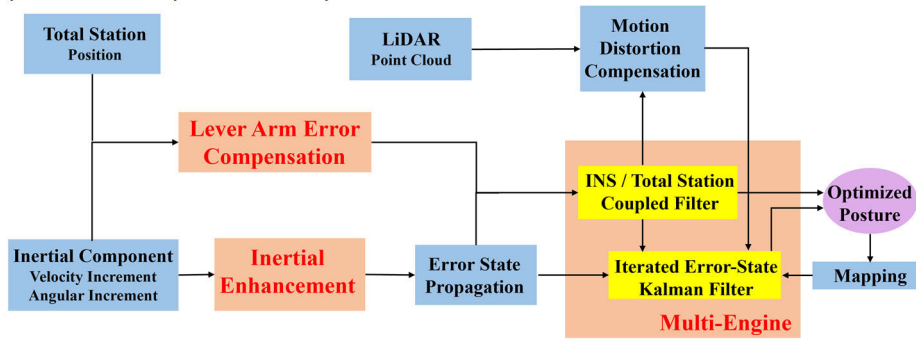 Total Station
Position
LiDAR
Point Cloud
Motion
Distortion
Compensation
Lever Arm Error
Compensation
INS / Total Station
Coupled Filter
Optimized
Posture
Inertial Component
Velocity Increment
Angular Increment
Inertial
Enhancement
Error State
Propagation
Iterated Error-State
Kalman Filter
Mapping
Multi-Engine